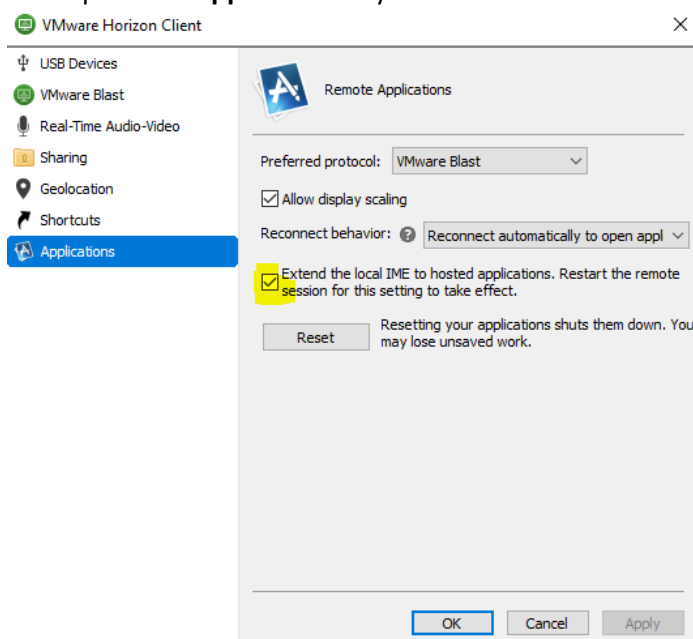 App
VMware Horizon Client
USB Devices
VMware Blast
Real-Time Audio-Video
Sharing
Geolocation
Shortcuts
Applications
Remote Applications
Preferred protocol: VMware Blast
Allow display scaling
Reconnect behavior: ? Reconnect automatically to open appl
Extend the local IME to hosted applications. Restart the remote
session for this setting to take effect.
Reset
Resetting your applications shuts them down. You
may lose unsaved work.
OK Cancel Apply